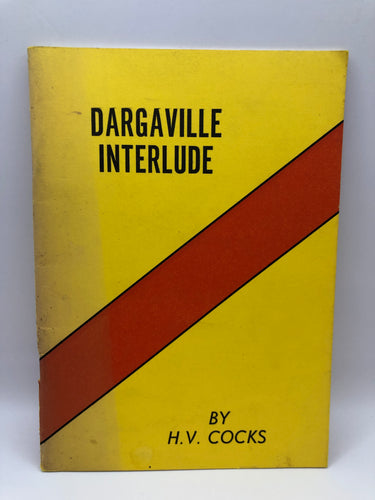 DARGAVILLE
INTERLUDE
BY
H.V. COCKS